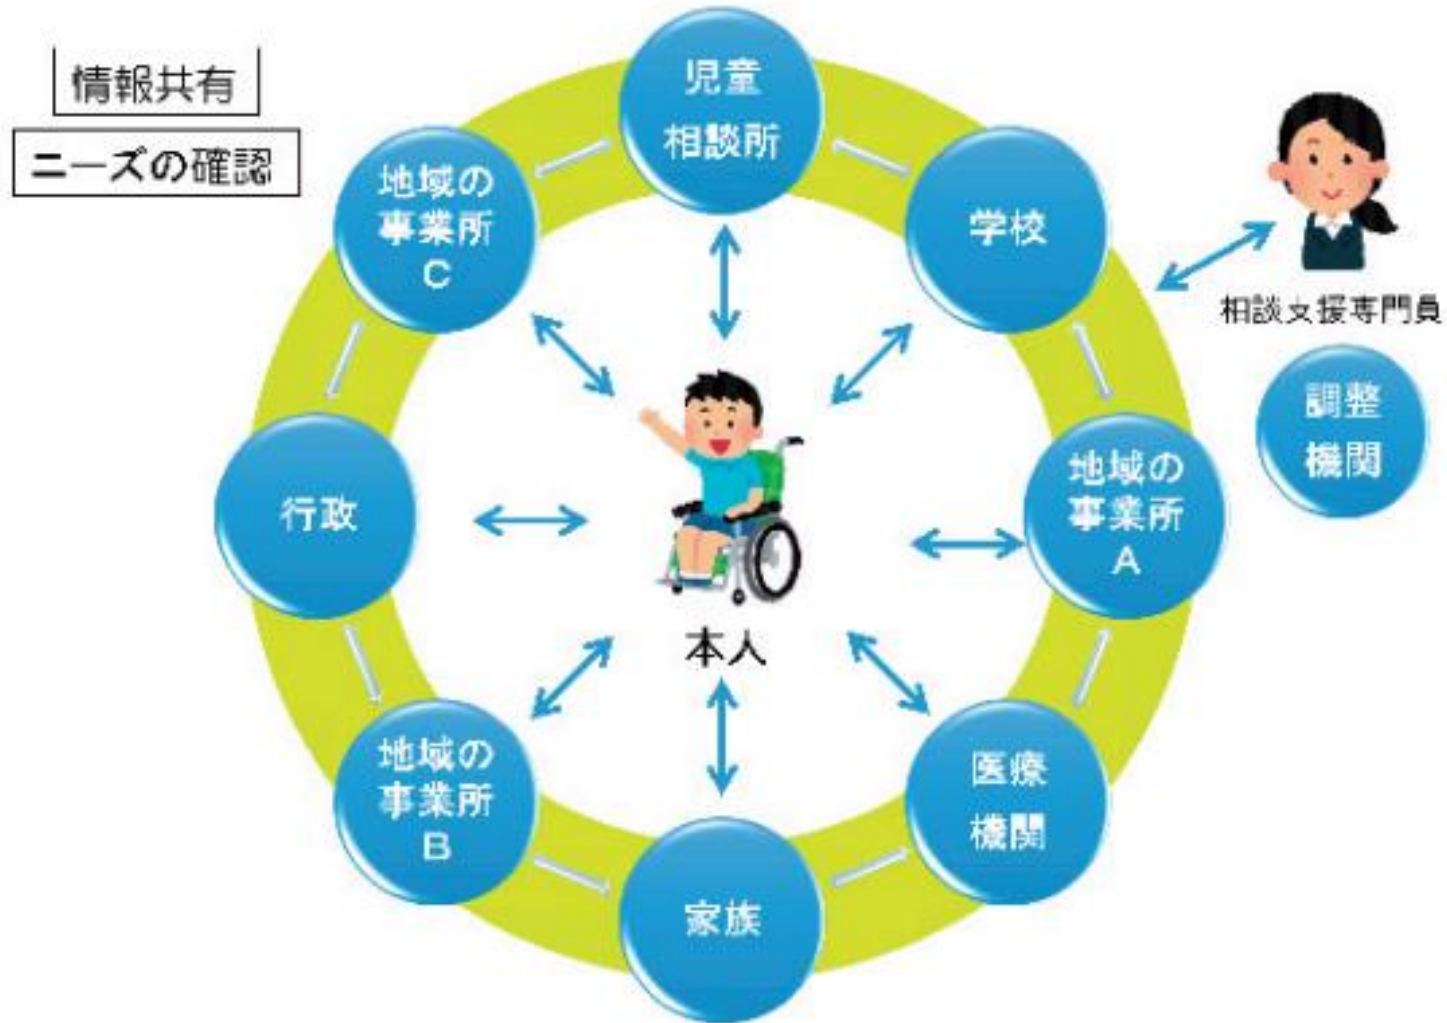 情報共有
ニーズの確認
児童
相談所
地域の
事業所
C
学校
相談支援専門員
調整
機関
行政
地域の
事業所
A
本人
地域の
事業所
B
医療
機関
家族